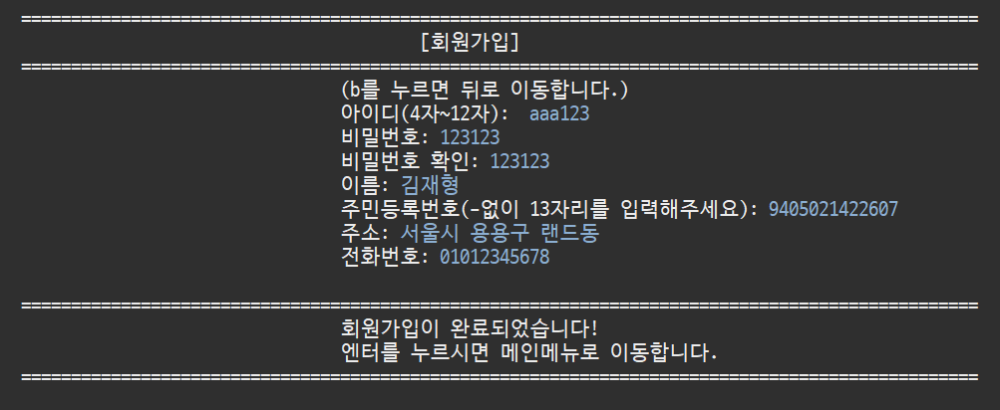 ================================================================================================
[회원가입]
================================================================================================
(b를 누르면 뒤로 이동합니다.)
아이디(4자~12자):  aaa123
비밀번호: 123123
비밀번호 확인: 123123
이름: 김재형
주민등록번호(-없이 13자리를 입력해주세요): 9405021422607
주소: 서울시 용용구 랜드동
전화번호: 01012345678
================================================================================================
회원가입이 완료되었습니다!
엔터를 누르시면 메인메뉴로 이동합니다.
================================================================================================